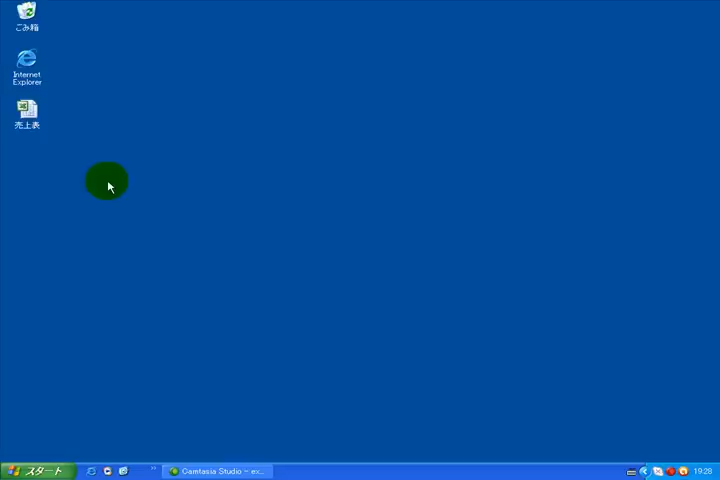 ごみ箱
Internet
Explorer
売上表
スタート
Camtasia Studio - ex...
19:28